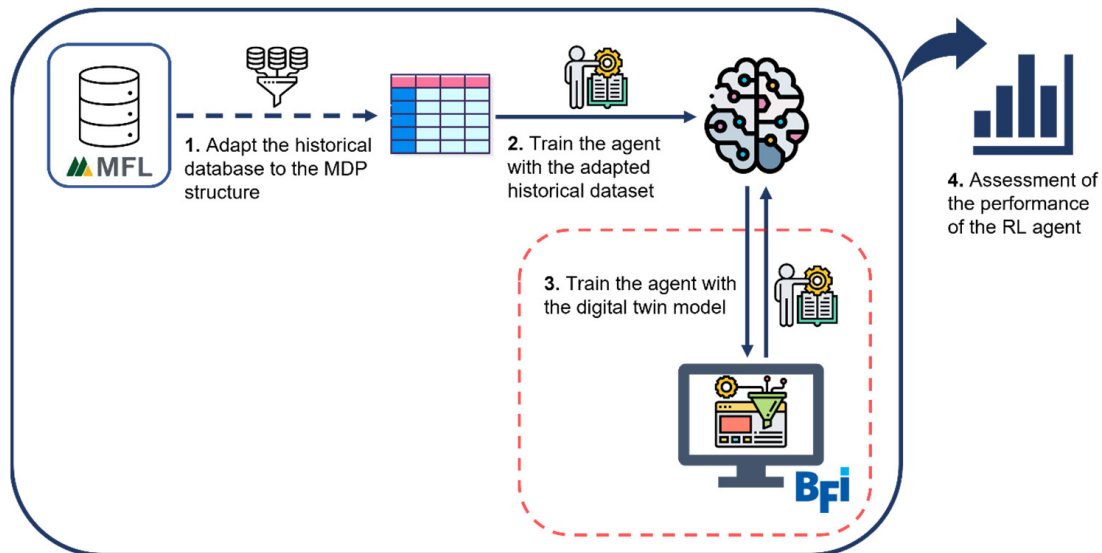 MFL
1. Adapt the historical
database to the MDP
structure
2. Train the agent
with the adapted
historical dataset
3. Train the agent with
the digital twin model
BFi
4. Assessment of
the performance
of the RL agent